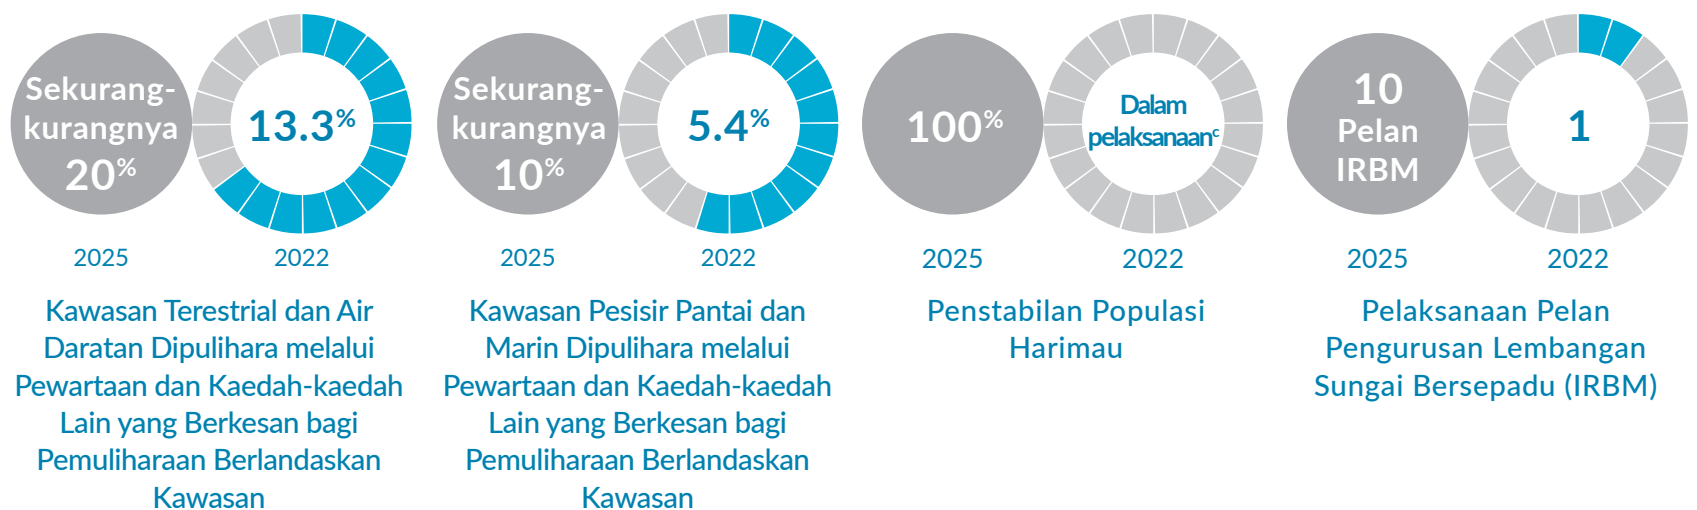 Sekurang-
kurangnya
20%
13.3%
2025
2022
Kawasan Terestrial dan Air
Daratan Dipulihara melalui
Pewartaan dan Kaedah-kaedah
Lain yang Berkesan bagi
Pemuliharaan Berlandaskan
Kawasan
Sekurang-
kurangnya
10%
5.4%
2025
2022
Kawasan Pesisir Pantai dan
Marin Dipulihara melalui
Pewartaan dan Kaedah-kaedah
Lain yang Berkesan bagi
Pemuliharaan Berlandaskan
Kawasan
100%
Dalam
pelaksanaanᶜ
2025
2022
Penstabilan Populasi
Harimau
10
Pelan
IRBM
1
2025
2022
Pelaksanaan Pelan
Pengurusan Lembangan
Sungai Bersepadu (IRBM)